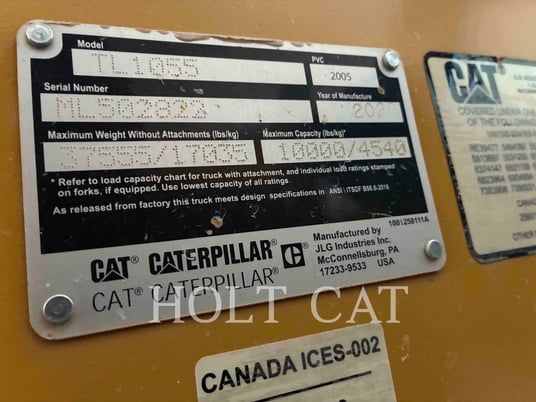 Model
TL1055
PVC
2005
Serial Number
ML502822
Year of Manufacture
Maximum Weight Without Attachments (lbs/kg)
37535/17035
Maximum Capacity (lbs/kg)*
10000/4540
* Refer to load capacity chart for truck with attachment, and individual load ratings stamped
on forks, if equipped. Use lowest capacity of all ratings.
As released from factory this truck meets design specifications in ANSI \ ITSDF B56.6-2016
1001258111A
CAT CATERPILLAR C
CAT CATERPILLAR
Manufactured by
JLG Industries Inc.
McConnellsburg, PA
17233-9533 USA
HOLT CAT
CANADA ICES-002
CAT
COVERED UNDER ONE
OF THE FOLLOWING